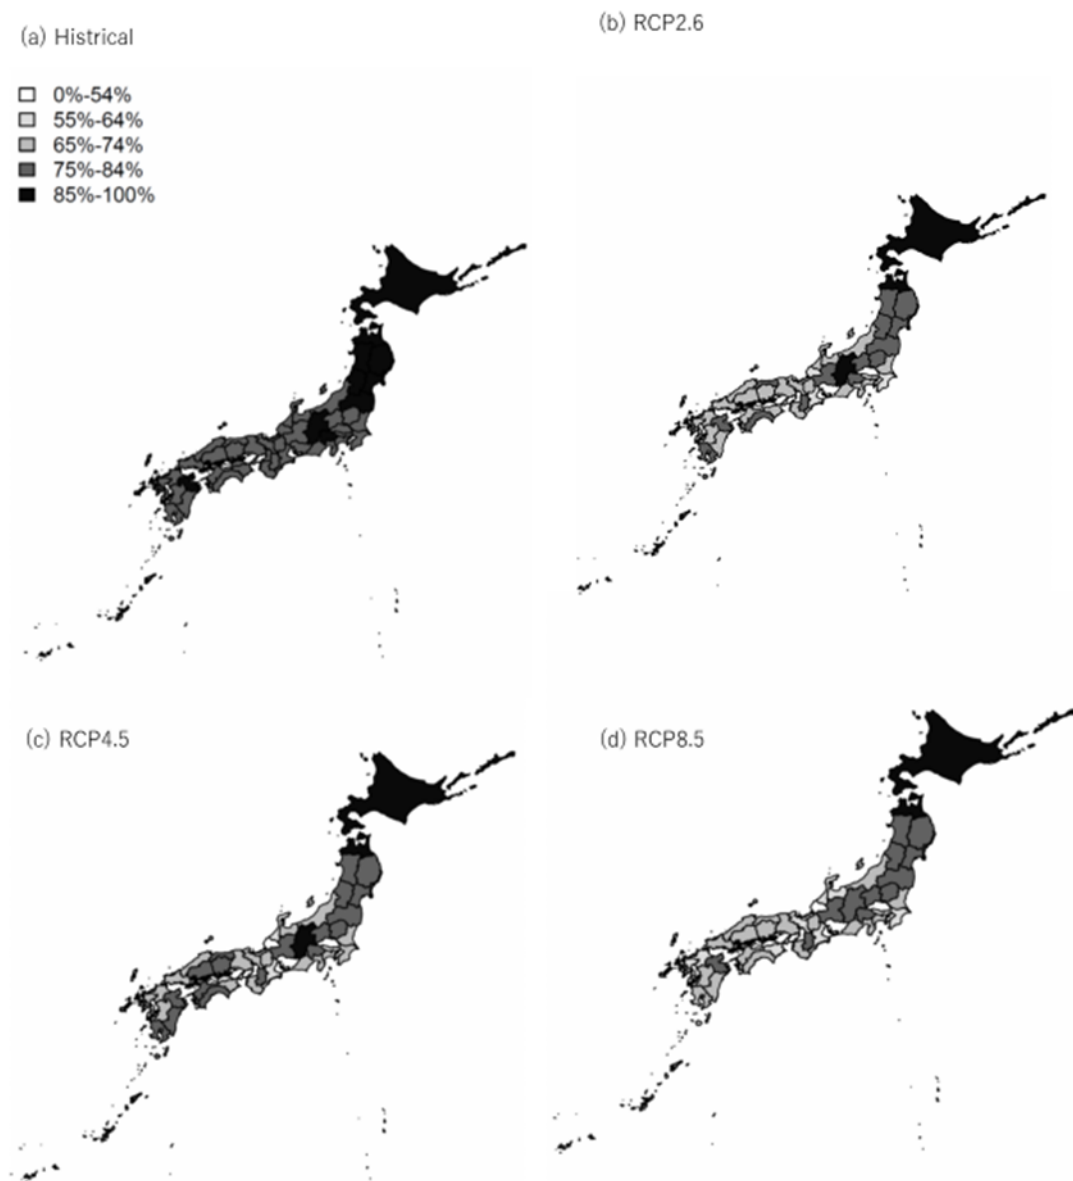 (a) Histrical
0%-54%
55%-64%
65%-74%
75%-84%
85%-100%
(b) RCP2.6
(c) RCP4.5
(d) RCP8.5